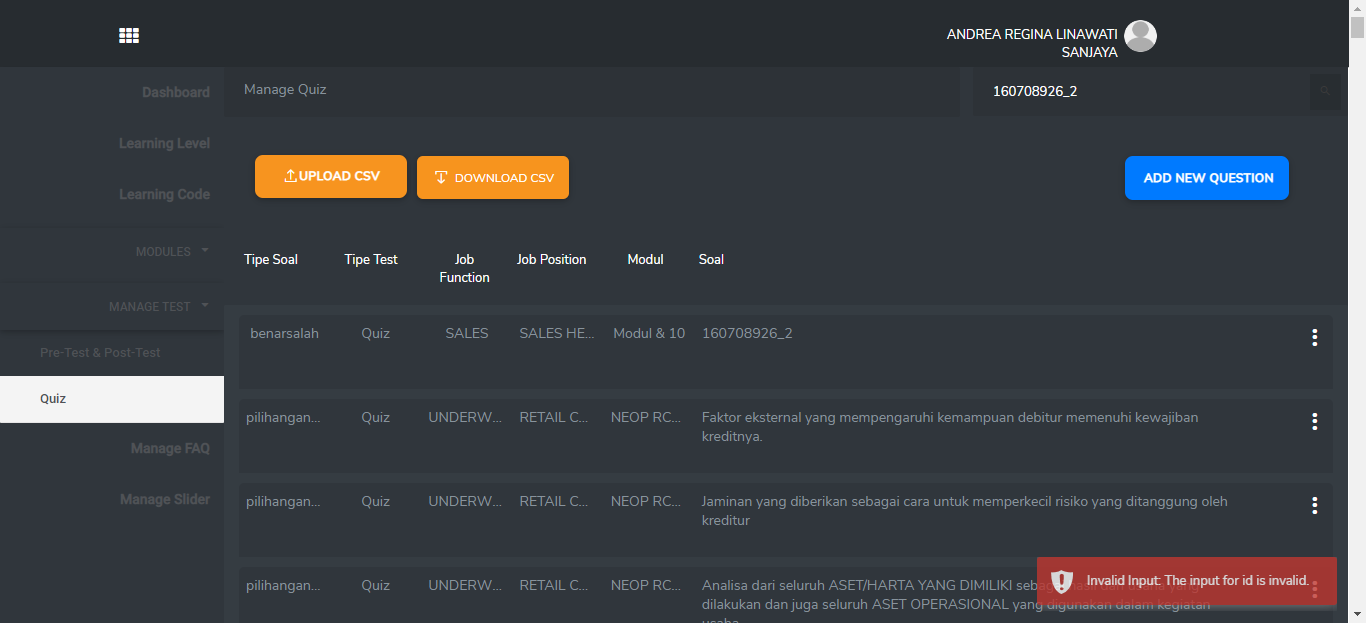 ANDREA REGINA LINAWATI
SANJAYA
Dashboard
Learning Level
Learning Code
MODULES
MANAGE TEST
Pre-Test & Post-Test
Quiz
Manage FAQ
Manage Slider
Manage Quiz
160708926_2
UPLOAD CSV
DOWNLOAD CSV
ADD NEW QUESTION
Tipe Soal Tipe Test Job Job Position Modul Soal
Function
benarsalah Quiz SALES SALES HE... Modul & 10 160708926_2
pilihangan... Quiz UNDERW... RETAIL C... NEOP RC... Faktor eksternal yang mempengaruhi kemampuan debitur memenuhi kewajiban
kreditnya.
pilihangan... Quiz UNDERW... RETAIL C... NEOP RC... Jaminan yang diberikan sebagai cara untuk memperkecil risiko yang ditanggung oleh
kreditur
pilihangan... Quiz UNDERW... RETAIL C... NEOP RC... Analisa dari seluruh ASET/HARTA YANG DIMILIKI
dilakukan dan juga seluruh ASET OPERASIONAL yang digunakan dalam kegiatan
usaha
Invalid Input: The input for id is invalid.